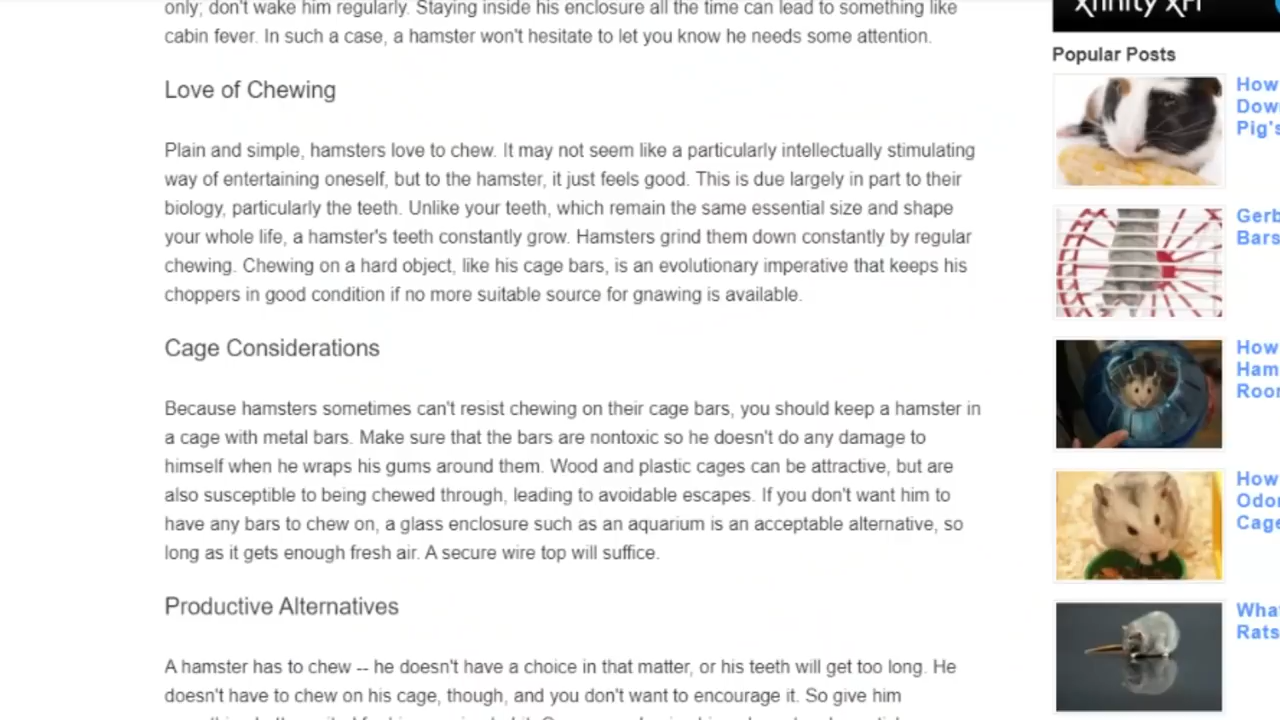 only; don't wake him regularly. Staying inside his enclosure all the time can lead to something like
cabin fever. In such a case, a hamster won't hesitate to let you know he needs some attention.
Love of Chewing
Plain and simple, hamsters love to chew. It may not seem like a particularly intellectually stimulating
way of entertaining oneself, but to the hamster, it just feels good. This is due largely in part to their
biology, particularly the teeth. Unlike your teeth, which remain the same essential size and shape
your whole life, a hamster's teeth constantly grow. Hamsters grind them down constantly by regular
chewing. Chewing on a hard object, like his cage bars, is an evolutionary imperative that keeps his
choppers in good condition if no more suitable source for gnawing is available.
Cage Considerations
Because hamsters sometimes can't resist chewing on their cage bars, you should keep a hamster in
a cage with metal bars. Make sure that the bars are nontoxic so he doesn't do any damage to
himself when he wraps his gums around them. Wood and plastic cages can be attractive, but are
also susceptible to being chewed through, leading to avoidable escapes. If you don't want him to
have any bars to chew on, a glass enclosure such as an aquarium is an acceptable alternative, so
long as it gets enough fresh air. A secure wire top will suffice.
Productive Alternatives
A hamster has to chew -- he doesn't have a choice in that matter, or his teeth will get too long. He
doesn't have to chew on his cage, though, and you don't want to encourage it. So give him
xfinity xFi
Popular Posts
How
Dow
Pig's
Gerb
Bars
How
Ham
Roor
How
Odor
Cage
Wha
Rats